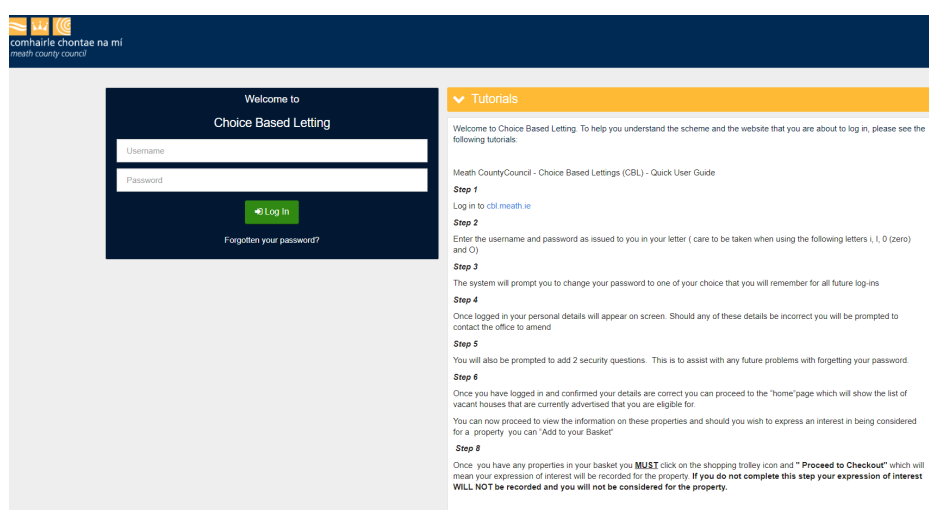 comhairle chontae na mí
meath county council
Welcome to
Choice Based Letting
Username
Password
Log In
Forgotten your password?
Tutorials
Welcome to Choice Based Letting. To help you understand the scheme and the website that you are about to log in, please see the
following tutorials:
Meath CountyCouncil - Choice Based Lettings (CBL) - Quick User Guide
Step 1
Log in to cbl.meath.ie
Step 2
Enter the username and password as issued to you in your letter ( care to be taken when using the following letters i, l, 0 (zero)
and O)
Step 3
The system will prompt you to change your password to one of your choice that you will remember for all future log-ins
Step 4
Once logged in your personal details will appear on screen. Should any of these details be incorrect you will be prompted to
contact the office to amend
Step 5
You will also be prompted to add 2 security questions. This is to assist with any future problems with forgetting your password.
Step 6
Once you have logged in and confirmed your details are correct you can proceed to the "home"page which will show the list of
vacant houses that are currently advertised that you are eligible for.
You can now proceed to view the information on these properties and should you wish to express an interest in being considered
for a property you can "Add to your Basket"
Step 8
Once you have any properties in your basket you MUST click on the shopping trolley icon and " Proceed to Checkout" which will
mean your expression of interest will be recorded for the property. If you do not complete this step your expression of interest
WILL NOT be recorded and you will not be considered for the property.